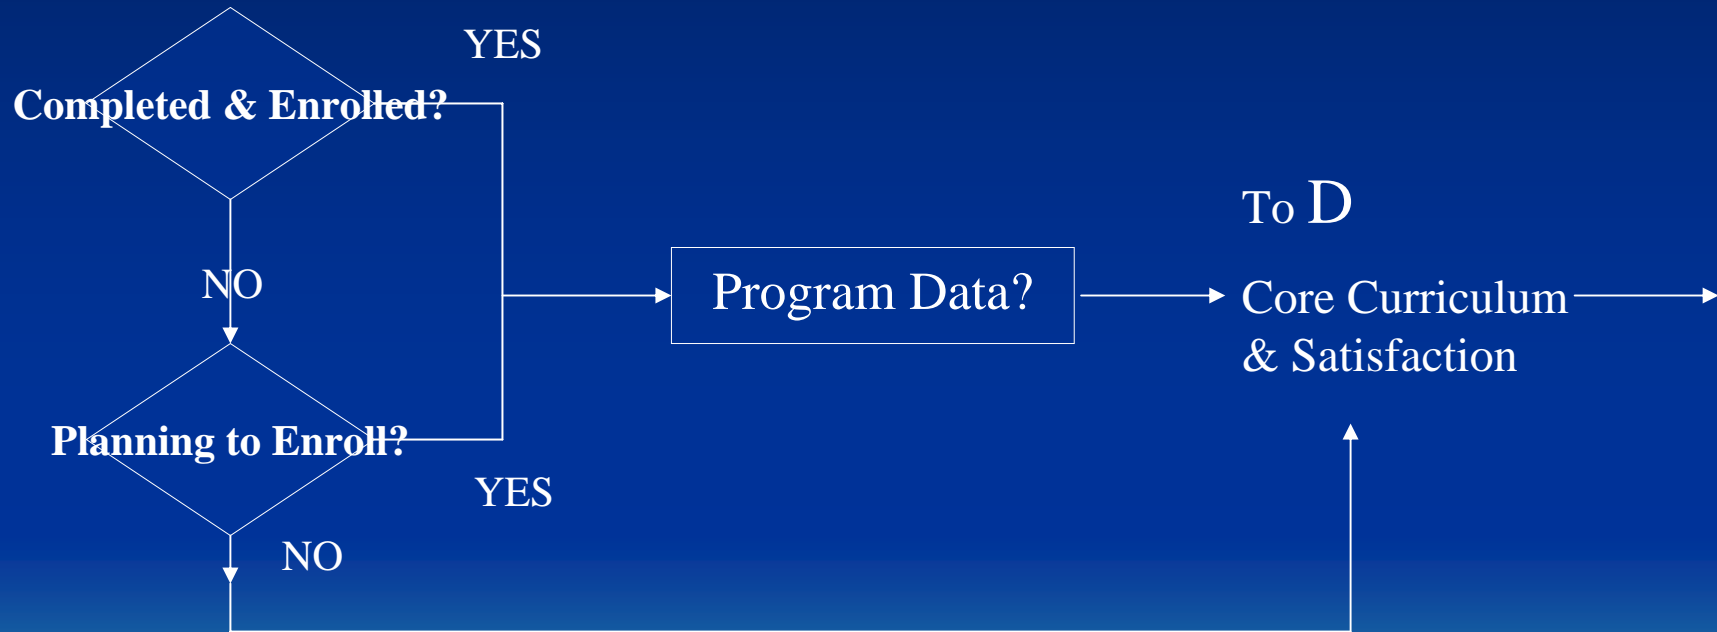 YES
Completed & Enrolled?
To D
NO
Program Data?
Core Curriculum
& Satisfaction
Planning to Enroll?
YES
NO